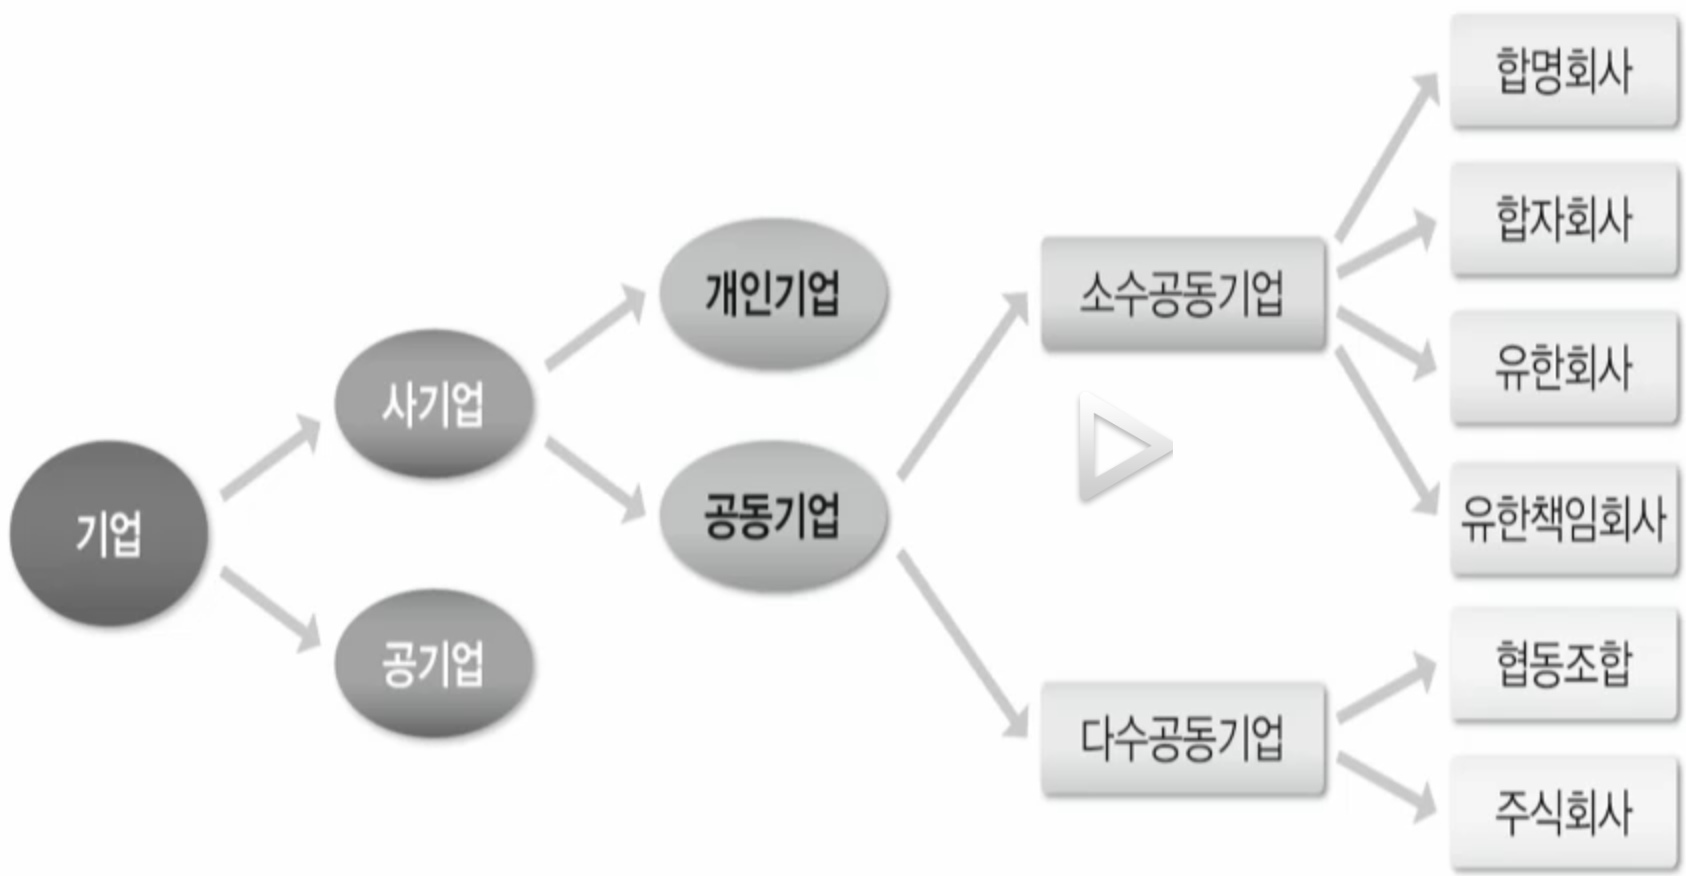 기업
사기업
공기업
개인기업
공동기업
소수공동기업
다수공동기업
합명회사
합자회사
유한회사
유한책임회사
협동조합
주식회사